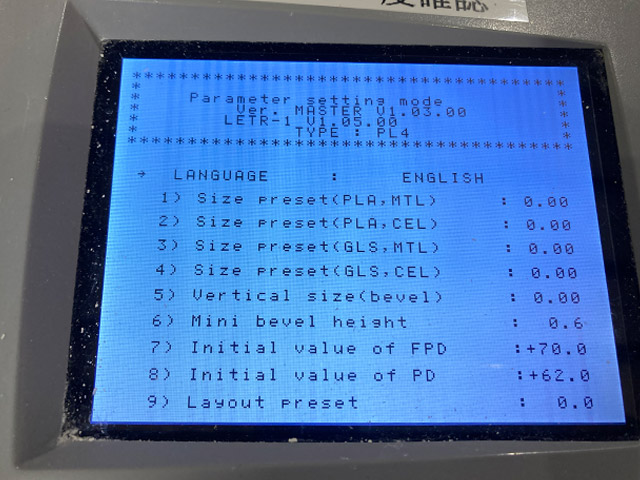 度確認
*******************************
Parameter setting mode
Ver. MASTER V1.03.00
LETR-1 V1.05.00
TYPE : PL4
*******************************
→ LANGUAGE : ENGLISH
1) Size preset(PLA,MTL) : 0.00
2) Size preset(PLA,CEL) : 0.00
3) Size preset(GLS,MTL) : 0.00
4) Size preset(GLS,CEL) : 0.00
5) Vertical size(bevel) : 0.00
6) Mini bevel height : 0.6
7) Initial value of FPD :+70.0
8) Initial value of PD :+62.0
9) Layout preset : 0.0